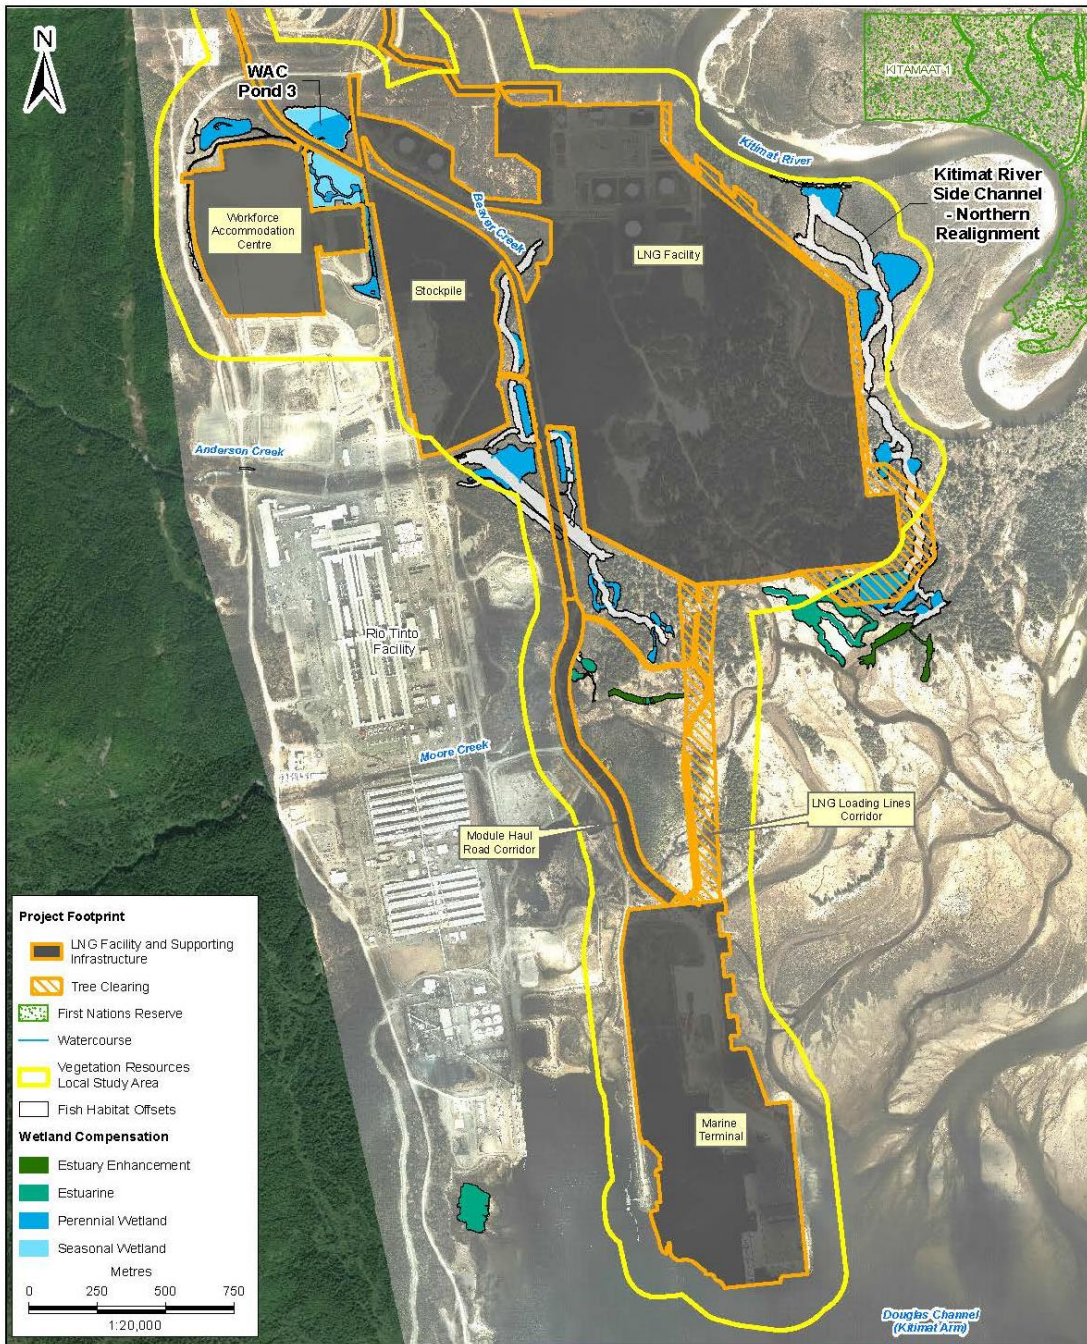 N
WAC
Pond 3
KITAMAAT 1
Kitimat River
Kitimat River
Side Channel
- Northern
Realignment
Beaver Creek
Workforce
Accommodation
Centre
LNG Facility
Stockpile
Anderson Creek
Rio Tinto
Facility
Moore Creek
Module Haul
Road Corridor
LNG Loading Lines
Corridor
Marine
Terminal
Douglas Channel
(Kitimat Arm)
Project Footprint
LNG Facility and Supporting
Infrastructure
Tree Clearing
First Nations Reserve
Watercourse
Vegetation Resources
Local Study Area
Fish Habitat Offsets
Wetland Compensation
Estuary Enhancement
Estuarine
Perennial Wetland
Seasonal Wetland
Metres
0 250 500 750
1:20,000